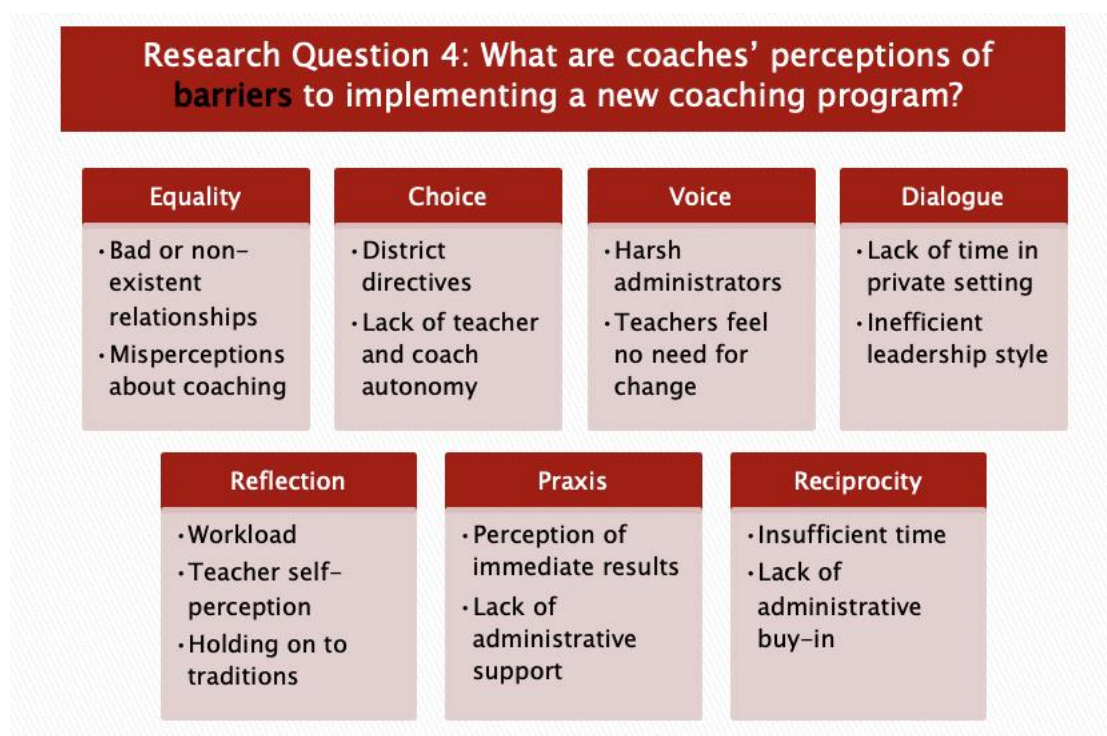 Research Question 4: What are coaches' perceptions of
barriers to implementing a new coaching program?
Equality
• Bad or non-
existent
relationships
• Misperceptions
about coaching
Choice
• District
directives
• Lack of teacher
and coach
autonomy
Voice
• Harsh
administrators
• Teachers feel
no need for
change
Dialogue
• Lack of time in
private setting
• Inefficient
leadership style
Reflection
• Workload
• Teacher self-
perception
• Holding on to
traditions
Praxis
• Perception of
immediate results
• Lack of
administrative
support
Reciprocity
• Insufficient time
• Lack of
administrative
buy-in